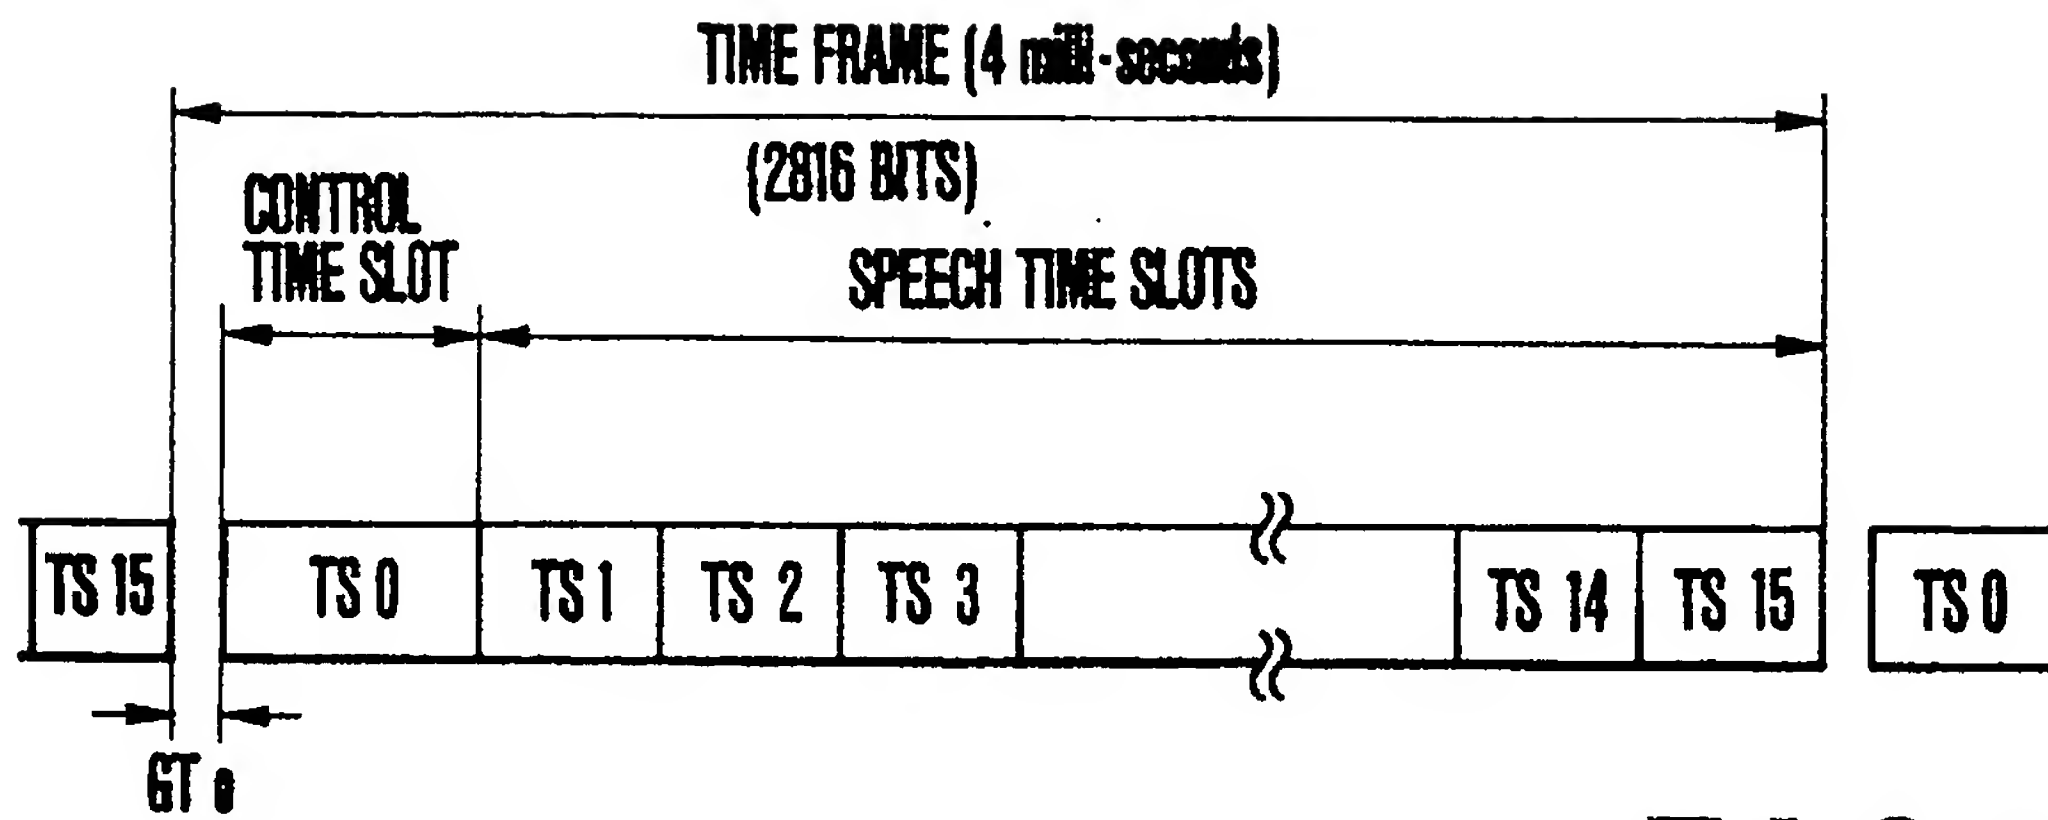 TIME FRAME (4 milli-seconds)
(2816 BITS)
CONTROL
TIME SLOT
SPEECH TIME SLOTS
TS 15
TS 0
TS 1
TS 2
TS 3
TS 14
TS 15
TS 0
GT